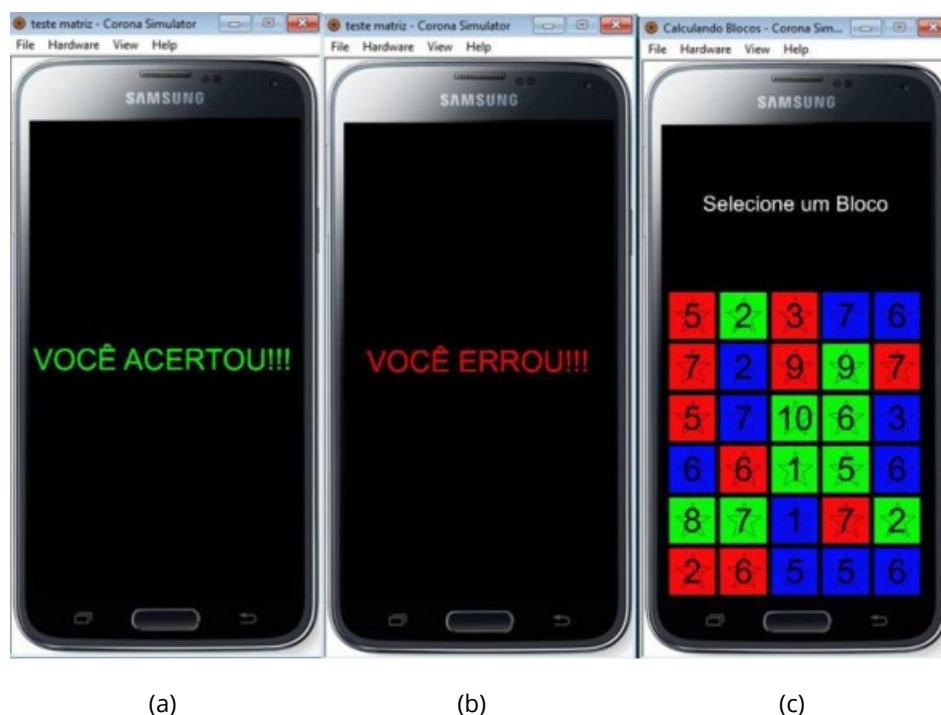 teste matriz - Corona Simulator
File Hardware View Help
SAMSUNG
VOCÊ ACERTOU!!!
(a)
teste matriz - Corona Simulator
File Hardware View Help
SAMSUNG
VOCÊ ERROU!!!
(b)
Calculando Blocos - Corona Sim...
File Hardware View Help
SAMSUNG
Selecione um Bloco
5 2 3 7 6
7 2 9 9 7
5 7 10 6 3
6 6 1 5 6
8 7 1 7 2
2 6 5 5 6
(c)